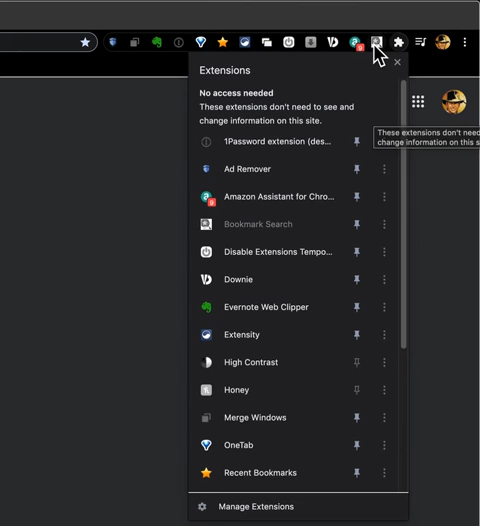 Extensions
No access needed
These extensions don't need to see and
change information on this site.
These extensions don't need
change information on this s
1Password extension (des...
Ad Remover
Amazon Assistant for Chro...
Bookmark Search
Disable Extensions Tempo...
Downie
Evernote Web Clipper
Extensity
High Contrast
Honey
Merge Windows
OneTab
Recent Bookmarks
Manage Extensions